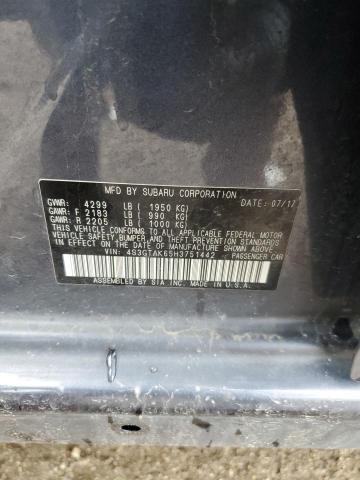 MFD BY SUBARU CORPORATION
GVWR: 4299 LB (1950 KG) DATE 07/17
GAWR: F 2183 LB (990 KG)
GAWR: R 2205 LB (1000 KG)
THIS VEHICLE CONFORMS TO ALL APPLICABLE FEDERAL MOTOR
VEHICLE SAFETY, BUMPER, AND THEFT PREVENTION STANDARDS
IN EFFECT ON THE DATE OF MANUFACTURE SHOWN ABOVE.
VIN: 4S3GTAK65H3751442 PASSENGER CAR
ASSEMBLED BY SIA INC. MADE IN U.S.A.